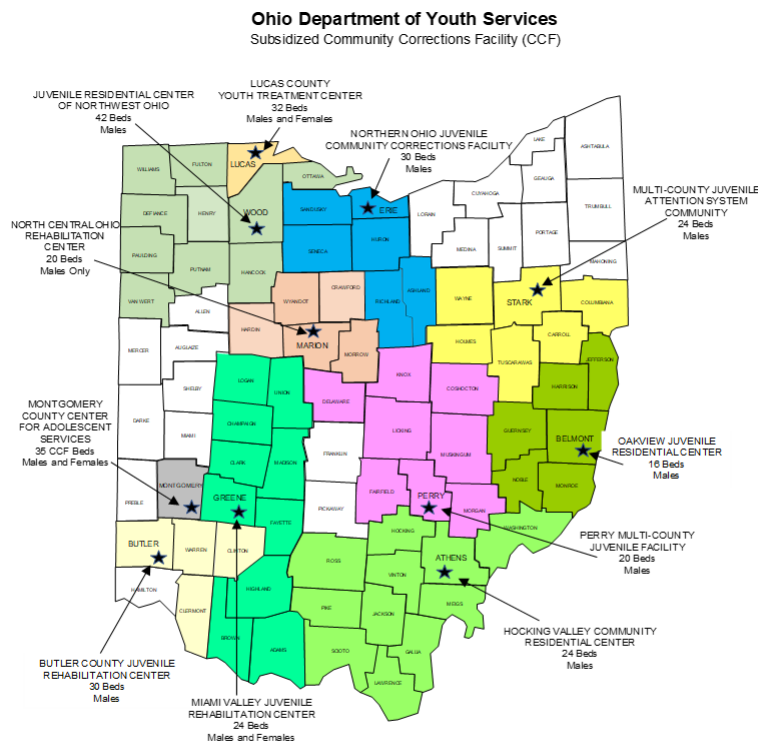 Ohio Department of Youth Services
Subsidized Community Corrections Facility (CCF)
LUCAS COUNTY
YOUTH TREATMENT CENTER
32 Beds
Males and Females
JUVENILE RESIDENTIAL CENTER
OF NORTHWEST OHIO
42 Beds
Males
NORTHERN OHIO JUVENILE
COMMUNITY CORRECTIONS FACILITY
30 Beds
Males
MULTI-COUNTY JUVENILE
ATTENTION SYSTEM
COMMUNITY
24 Beds
Males
NORTH CENTRAL OHIO
REHABILITATION
CENTER
20 Beds
Males Only
MONTGOMERY
COUNTY CENTER
FOR ADOLESCENT
SERVICES
35 CCF Beds
Males and Females
OAKVIEW JUVENILE
RESIDENTIAL CENTER
16 Beds
Males
PERRY MULTI-COUNTY
JUVENILE FACILITY
20 Beds
Males
HOCKING VALLEY COMMUNITY
RESIDENTIAL CENTER
24 Beds
Males
BUTLER COUNTY JUVENILE
REHABILITATION CENTER
30 Beds
Males
MIAMI VALLEY JUVENILE
REHABILITATION CENTER
24 Beds
Males and Females
WILLIAMS
FULTON
LUCAS
OTTAWA
LAKE
ASHTABULA
GEAUGA
CUYAHOGA
DEFIANCE
HENRY
WOOD
SANDUSKY
ERIE
LORAIN
TRUMBULL
PORTAGE
SUMMIT
MEDINA
HURON
SENECA
PAULDING
PUTNAM
HANCOCK
MAHONING
VAN WERT
ALLEN
WYANDOT
CRAWFORD
RICHLAND
ASHLAND
WAYNE
STARK
COLUMBIANA
HARDIN
MARION
MORROW
HOLMES
CARROLL
TUSCARAWAS
JEFFERSON
MERCER
AUGLAIZE
LOGAN
UNION
DELAWARE
KNOX
COSHOCTON
HARRISON
SHELBY
DARKE
MIAMI
CHAMPAIGN
LICKING
MUSKINGUM
GUERNSEY
BELMONT
CLARK
MADISON
FRANKLIN
FAIRFIELD
PERRY
NOBLE
MONROE
MORGAN
PREBLE
MONTGOMERY
GREENE
FAYETTE
PICKAWAY
HOCKING
WASHINGTON
BUTLER
WARREN
CLINTON
ROSS
VINTON
ATHENS
MEIGS
HAMILTON
CLERMONT
HIGHLAND
BROWN
ADAMS
PIKE
JACKSON
SCIOTO
GALLIA
LAWRENCE